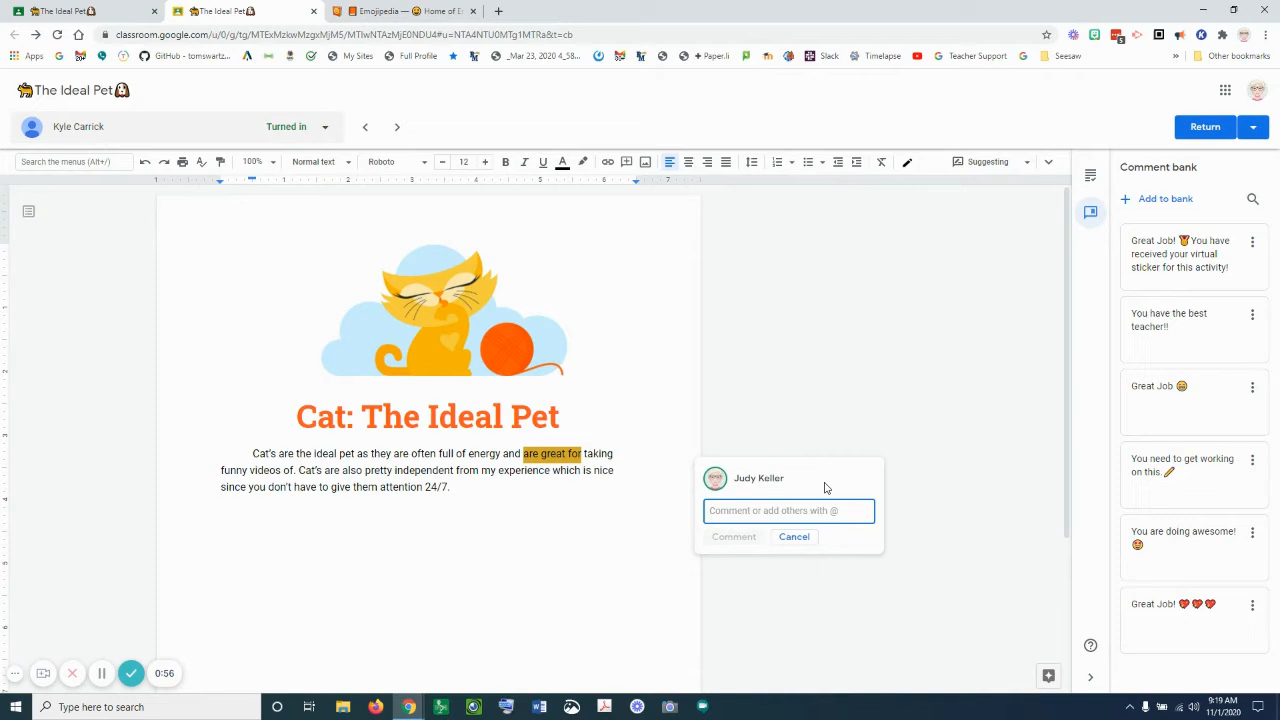 🐈The Ideal Pet🐶
🐈The Ideal Pet🐶
Emojipedia — 😀 Home of E
classroom.google.com/u/0/g/tg/MTExMzkwMzgxMjM5/MTIwNTAzMjE0NDU4#u=NTA4NTU0MTg1MTRa&t=cb
Apps
GitHub - tomswartz...
My Sites
Full Profile
_Mar 23, 2020 4_58...
+ Paper.li
Slack
Timelapse
Teacher Support
Seesaw
»
Other bookmarks
🐈The Ideal Pet🐶
Kyle Carrick
Turned in
Return
Search the menus (Alt+/)
100%
Normal text
Roboto
12
Suggesting
Comment bank
Add to bank
Cat: The Ideal Pet
Cat's are the ideal pet as they are often full of energy and are great for taking
funny videos of. Cat's are also pretty independent from my experience which is nice
since you don't have to give them attention 24/7.
Judy Keller
Comment or add others with @
Comment
Cancel
Great Job! 🏅You have
received your virtual
sticker for this activity!
You have the best
teacher!!
Great Job 😁
You need to get working
on this.🖍
You are doing awesome!
😊
Great Job! 💖💖💖
0:56
Type here to search
9:19 AM
11/1/2020
6